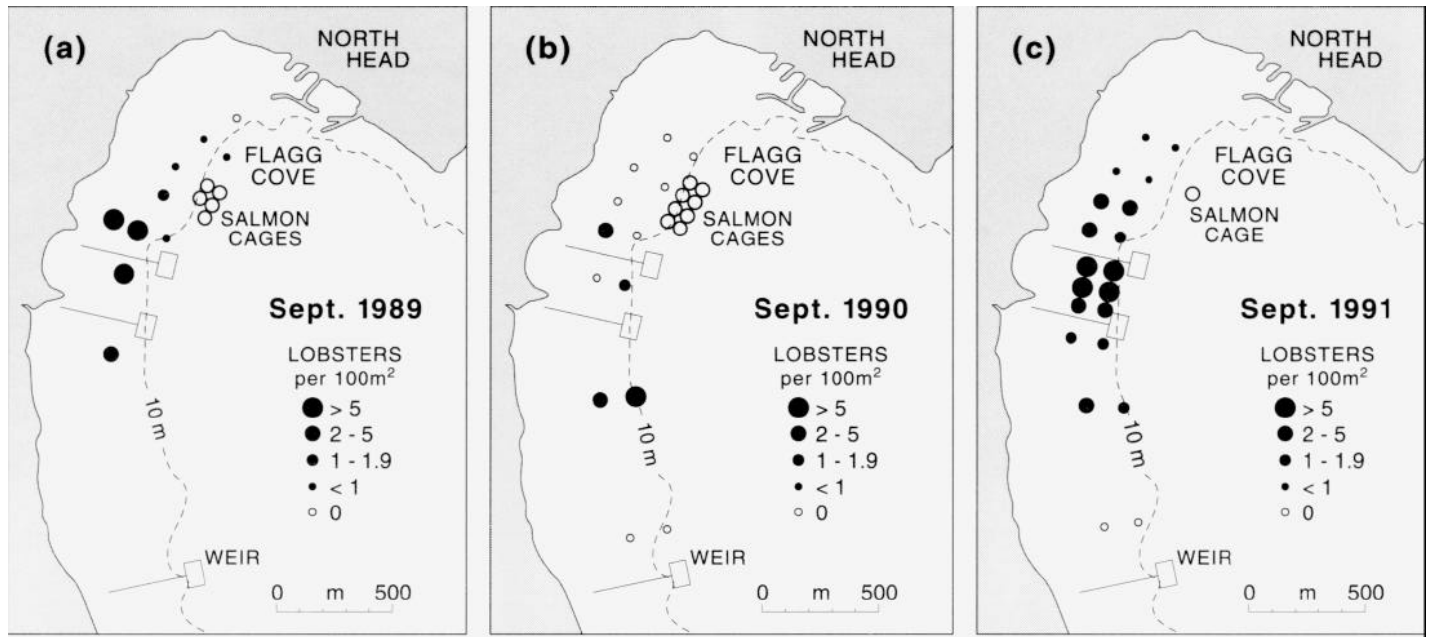 (a)
NORTH
HEAD
FLAGG
COVE
SALMON
CAGES
Sept. 1989
LOBSTERS
per 100m²
> 5
2 - 5
1 - 1.9
< 1
0
10 m
WEIR
0 m 500
(b)
NORTH
HEAD
FLAGG
COVE
SALMON
CAGES
Sept. 1990
LOBSTERS
per 100m²
> 5
2 - 5
1 - 1.9
< 1
0
10 m
WEIR
0 m 500
(c)
NORTH
HEAD
FLAGG
COVE
SALMON
CAGE
Sept. 1991
LOBSTERS
per 100m²
> 5
2 - 5
1 - 1.9
< 1
0
10 m
WEIR
0 m 500